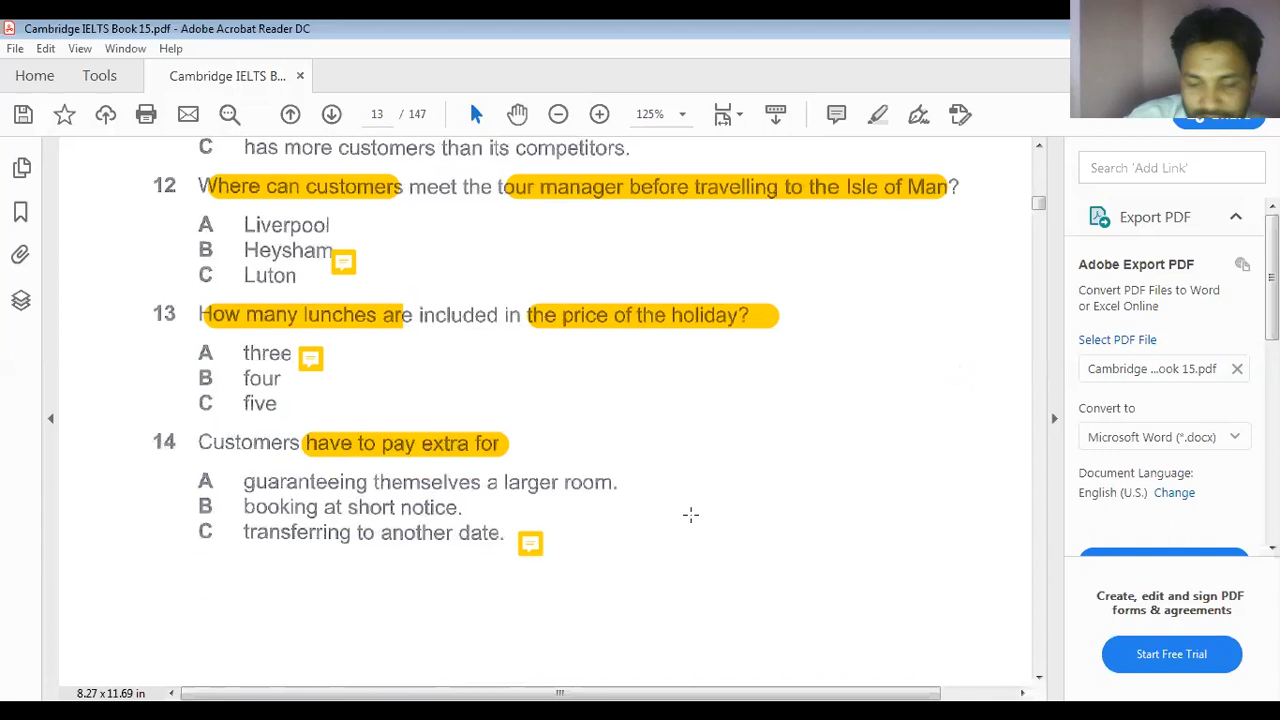 Cambridge IELTS Book 15.pdf - Adobe Acrobat Reader DC
File Edit View Window Help
Home Tools Cambridge IELTS B... ×
13 / 147 125%
C has more customers than its competitors.
12 Where can customers meet the tour manager before travelling to the Isle of Man?
A Liverpool
B Heysham
C Luton
13 How many lunches are included in the price of the holiday?
A three
B four
C five
14 Customers have to pay extra for
A guaranteeing themselves a larger room.
B booking at short notice.
C transferring to another date.
8.27 x 11.69 in
Search 'Add Link'
Export PDF
Adobe Export PDF
Convert PDF Files to Word
or Excel Online
Select PDF File
Cambridge ...ook 15.pdf
Convert to
Microsoft Word (*.docx)
Document Language:
English (U.S.) Change
Create, edit and sign PDF
forms & agreements
Start Free Trial